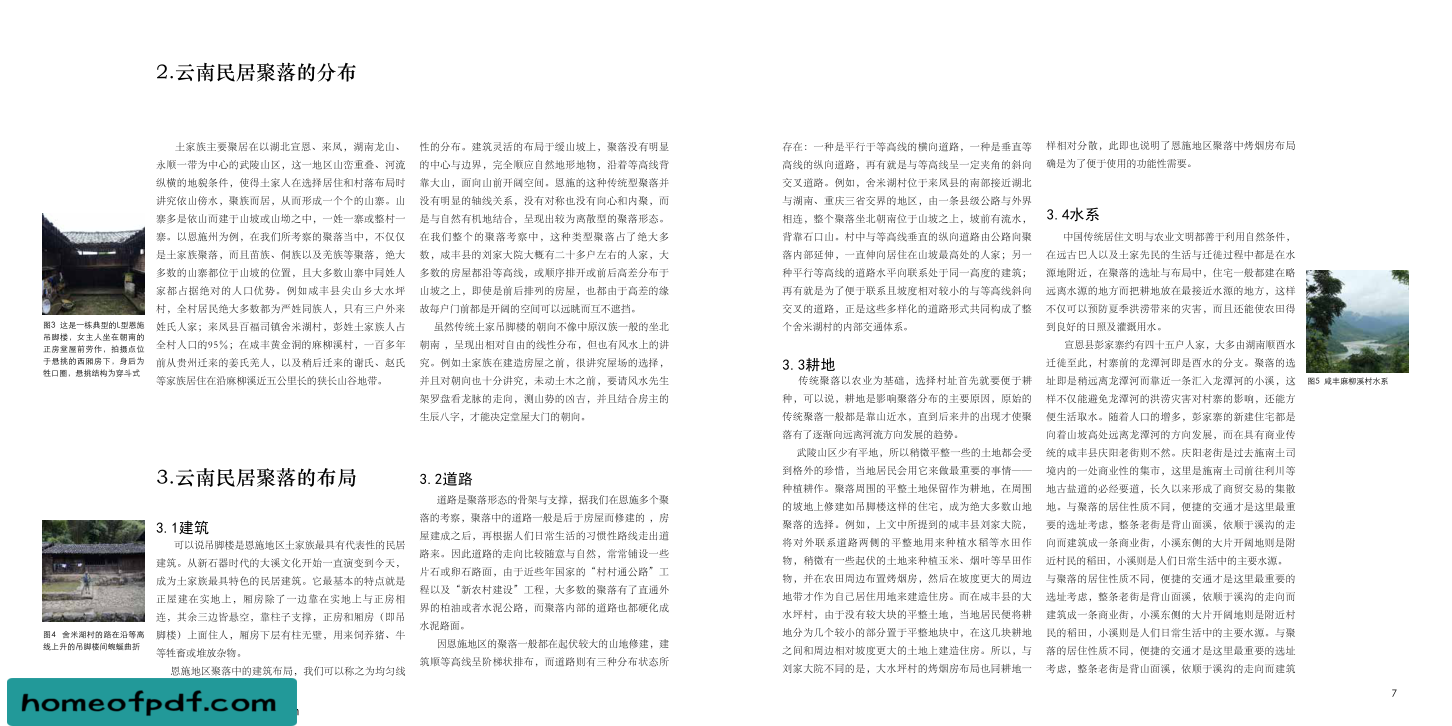 2.云南民居聚落的分布
土家族主要聚居在以湖北宣恩、来凤，湖南龙山、
永顺一带为中心的武陵山区，这一地区山峦重叠、河流
纵横的地貌条件，使得土家人在选择居住和村落布局时
讲究依山傍水，聚族而居，从而形成一个个的山寨。山
寨多是依山而建于山坡或山坳之中，一姓一寨或整村一
寨。以恩施州为例，在我们所考察的聚落当中，不仅仅
是土家族聚落，而且苗族、侗族以及羌族等聚落，绝大
多数的山寨都位于山坡的位置，且大多数山寨中同姓人
家都占据绝对的人口优势。例如咸丰县尖山乡大水坪
村，全村居民绝大多数都为严姓同族人，只有三户外来
姓氏人家；来凤县百福司镇舍米湖村，彭姓土家族人占
全村人口的95%；在咸丰黄金洞的麻柳溪村，一百多年
前从贵州迁来的姜氏羌人，以及稍后迁来的谢氏、赵氏
等家族居住在沿麻柳溪近五公里长的狭长山谷地带。
图3 这是一栋典型的L型恩施
吊脚楼，女主人坐在朝南的
正房堂屋前劳作，拍摄点位
于悬挑的西厢房下，身后为
牲口圈，悬挑结构为穿斗式
3.云南民居聚落的布局
3.1建筑
可以说吊脚楼是恩施地区土家族最具有代表性的民居
建筑。从新石器时代的大溪文化开始一直演变到今天，
成为土家族最具特色的民居建筑。它最基本的特点就是
正屋建在实地上，厢房除了一边靠在实地上与正房相
连，其余三边皆悬空，靠柱子支撑，正房和厢房（即吊
脚楼）上面住人，厢房下层有柱无壁，用来饲养猪、牛
等牲畜或堆放杂物。
恩施地区聚落中的建筑布局，我们可以称之为均匀线
图4 舍米湖村的路在沿等高
线上升的吊脚楼间蜿蜒曲折
性的分布。建筑灵活的布局于缓山坡上，聚落没有明显
的中心与边界，完全顺应自然地形地物，沿着等高线背
靠大山，面向山前开阔空间。恩施的这种传统型聚落并
没有明显的轴线关系，没有对称也没有向心和内聚，而
是与自然有机地结合，呈现出较为离散型的聚落形态。
在我们整个的聚落考察中，这种类型聚落占了绝大多
数，咸丰县的刘家大院大概有二十多户左右的人家，大
多数的房屋都沿等高线，或顺序排开或前后高差分布于
山坡之上，即使是前后排列的房屋，也都由于高差的缘
故每户门前都是开阔的空间可以远眺而互不遮挡。
虽然传统土家吊脚楼的朝向不像中原汉族一般的坐北
朝南 ，呈现出相对自由的线性分布，但也有风水上的讲
究。例如土家族在建造房屋之前，很讲究屋场的选择，
并且对朝向也十分讲究，未动土木之前，要请风水先生
架罗盘看龙脉的走向，测山势的凶吉，并且结合房主的
生辰八字，才能决定堂屋大门的朝向。
3.2道路
道路是聚落形态的骨架与支撑，据我们在恩施多个聚
落的考察，聚落中的道路一般是后于房屋而修建的 ，房
屋建成之后，再根据人们日常生活的习惯性路线走出道
路来。因此道路的走向比较随意与自然，常常铺设一些
片石或卵石路面，由于近些年国家的“村村通公路”工
程以及“新农村建设”工程，大多数的聚落有了直通外
界的柏油或者水泥公路，而聚落内部的道路也都硬化成
水泥路面。
因恩施地区的聚落一般都在起伏较大的山地修建，建
筑顺等高线呈阶梯状排布，而道路则有三种分布状态所
存在：一种是平行于等高线的横向道路，一种是垂直等
高线的纵向道路，再有就是与等高线呈一定夹角的斜向
交叉道路。例如，舍米湖村位于来凤县的南部接近湖北
与湖南、重庆三省交界的地区，由一条县级公路与外界
相连，整个聚落坐北朝南位于山坡之上，坡前有流水，
背靠石口山。村中与等高线垂直的纵向道路由公路向聚
落内部延伸，一直伸向居住在山坡最高处的人家；另一
种平行等高线的道路水平向联系处于同一高度的建筑；
再有就是为了便于联系且坡度相对较小的与等高线斜向
交叉的道路，正是这些多样化的道路形式共同构成了整
个舍米湖村的内部交通体系。
3.3耕地
传统聚落以农业为基础，选择村址首先就要便于耕
种，可以说，耕地是影响聚落分布的主要原因，原始的
传统聚落一般都是靠山近水，直到后来井的出现才使聚
落有了逐渐向远离河流方向发展的趋势。
武陵山区少有平地，所以稍微平整一些的土地都会受
到格外的珍惜，当地居民会用它来做最重要的事情——
种植耕作。聚落周围的平整土地保留作为耕地，在周围
的坡地上修建如吊脚楼这样的住宅，成为绝大多数山地
聚落的选择。例如，上文中所提到的咸丰县刘家大院，
将对外联系道路两侧的平整地用来种植水稻等水田作
物，稍微有一些起伏的土地来种植玉米、烟叶等旱田作
物，并在农田周边布置烤烟房，然后在坡度更大的周边
地带才作为自己居住用地来建造住房。而在咸丰县的大
水坪村，由于没有较大块的平整土地，当地居民便将耕
地分为几个较小的部分置于平整地块中，在这几块耕地
之间和周边相对坡度更大的土地上建造住房。所以，与
刘家大院不同的是，大水坪村的烤烟房布局也同耕地一
样相对分散，此即也说明了恩施地区聚落中烤烟房布局
确是为了便于使用的功能性需要。
3.4水系
中国传统居住文明与农业文明都善于利用自然条件，
在远古巴人以及土家先民的生活与迁徙过程中都是在水
源地附近，在聚落的选址与布局中，住宅一般都建在略
远离水源的地方而把耕地放在最接近水源的地方，这样
不仅可以预防夏季洪涝带来的灾害，而且还能使农田得
到良好的日照及灌溉用水。
宣恩县彭家寨约有四十五户人家，大多由湖南顺酉水
迁徙至此，村寨前的龙潭河即是酉水的分支。聚落的选
址即是稍远离龙潭河而靠近一条汇入龙潭河的小溪，这
样不仅能避免龙潭河的洪涝灾害对村寨的影响，还能方
便生活取水。随着人口的增多，彭家寨的新建住宅都是
向着山坡高处远离龙潭河的方向发展，而在具有商业传
统的咸丰县庆阳老街则不然。庆阳老街是过去施南土司
境内的一处商业性的集市，这里是施南土司前往利川等
地古盐道的必经要道，长久以来形成了商贸交易的集散
地。与聚落的居住性质不同，便捷的交通才是这里最重
要的选址考虑，整条老街是背山面溪，依顺于溪沟的走
向而建筑成一条商业街，小溪东侧的大片开阔地则是附
近村民的稻田，小溪则是人们日常生活中的主要水源。
与聚落的居住性质不同，便捷的交通才是这里最重要的
选址考虑，整条老街是背山面溪，依顺于溪沟的走向而
建筑成一条商业街，小溪东侧的大片开阔地则是附近村
民的稻田，小溪则是人们日常生活中的主要水源。与聚
落的居住性质不同，便捷的交通才是这里最重要的选址
考虑，整条老街是背山面溪，依顺于溪沟的走向而建筑
图5 咸丰麻柳溪村水系
7
homeofpdf.com